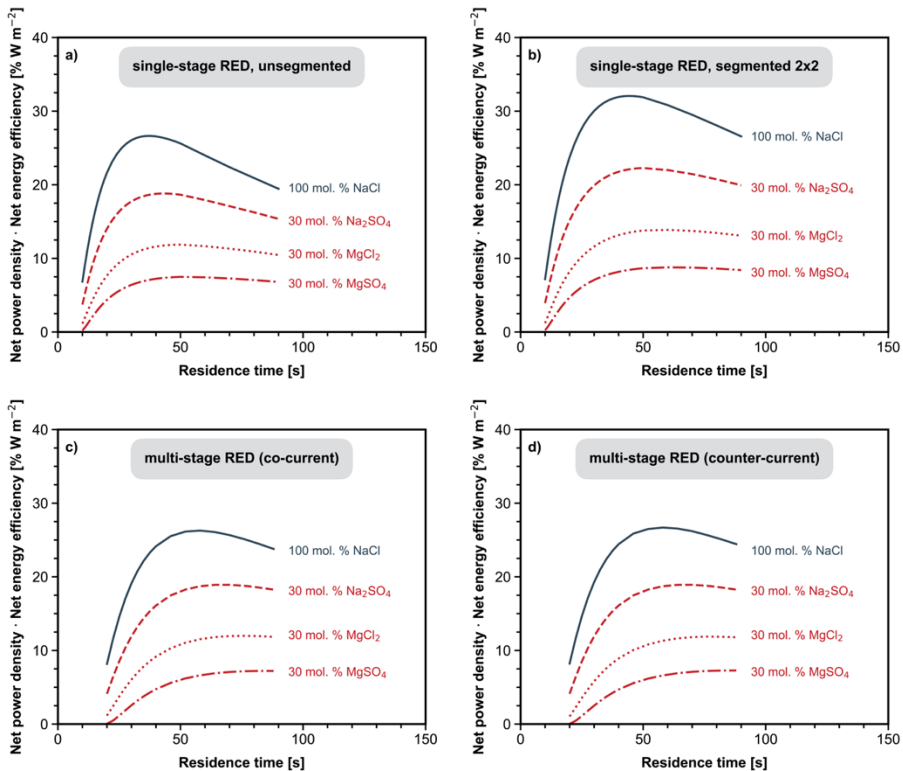 a)
single-stage RED, unsegmented
Net power density · Net energy efficiency [% W m⁻²]
40
30
20
10
0
100 mol. % NaCl
30 mol. % Na₂SO₄
30 mol. % MgCl₂
30 mol. % MgSO₄
0 50 100 150
Residence time [s]
b)
single-stage RED, segmented 2x2
Net power density · Net energy efficiency [% W m⁻²]
40
30
20
10
0
100 mol. % NaCl
30 mol. % Na₂SO₄
30 mol. % MgCl₂
30 mol. % MgSO₄
0 50 100 150
Residence time [s]
c)
multi-stage RED (co-current)
Net power density · Net energy efficiency [% W m⁻²]
40
30
20
10
0
100 mol. % NaCl
30 mol. % Na₂SO₄
30 mol. % MgCl₂
30 mol. % MgSO₄
0 50 100 150
Residence time [s]
d)
multi-stage RED (counter-current)
Net power density · Net energy efficiency [% W m⁻²]
40
30
20
10
0
100 mol. % NaCl
30 mol. % Na₂SO₄
30 mol. % MgCl₂
30 mol. % MgSO₄
0 50 100 150
Residence time [s]